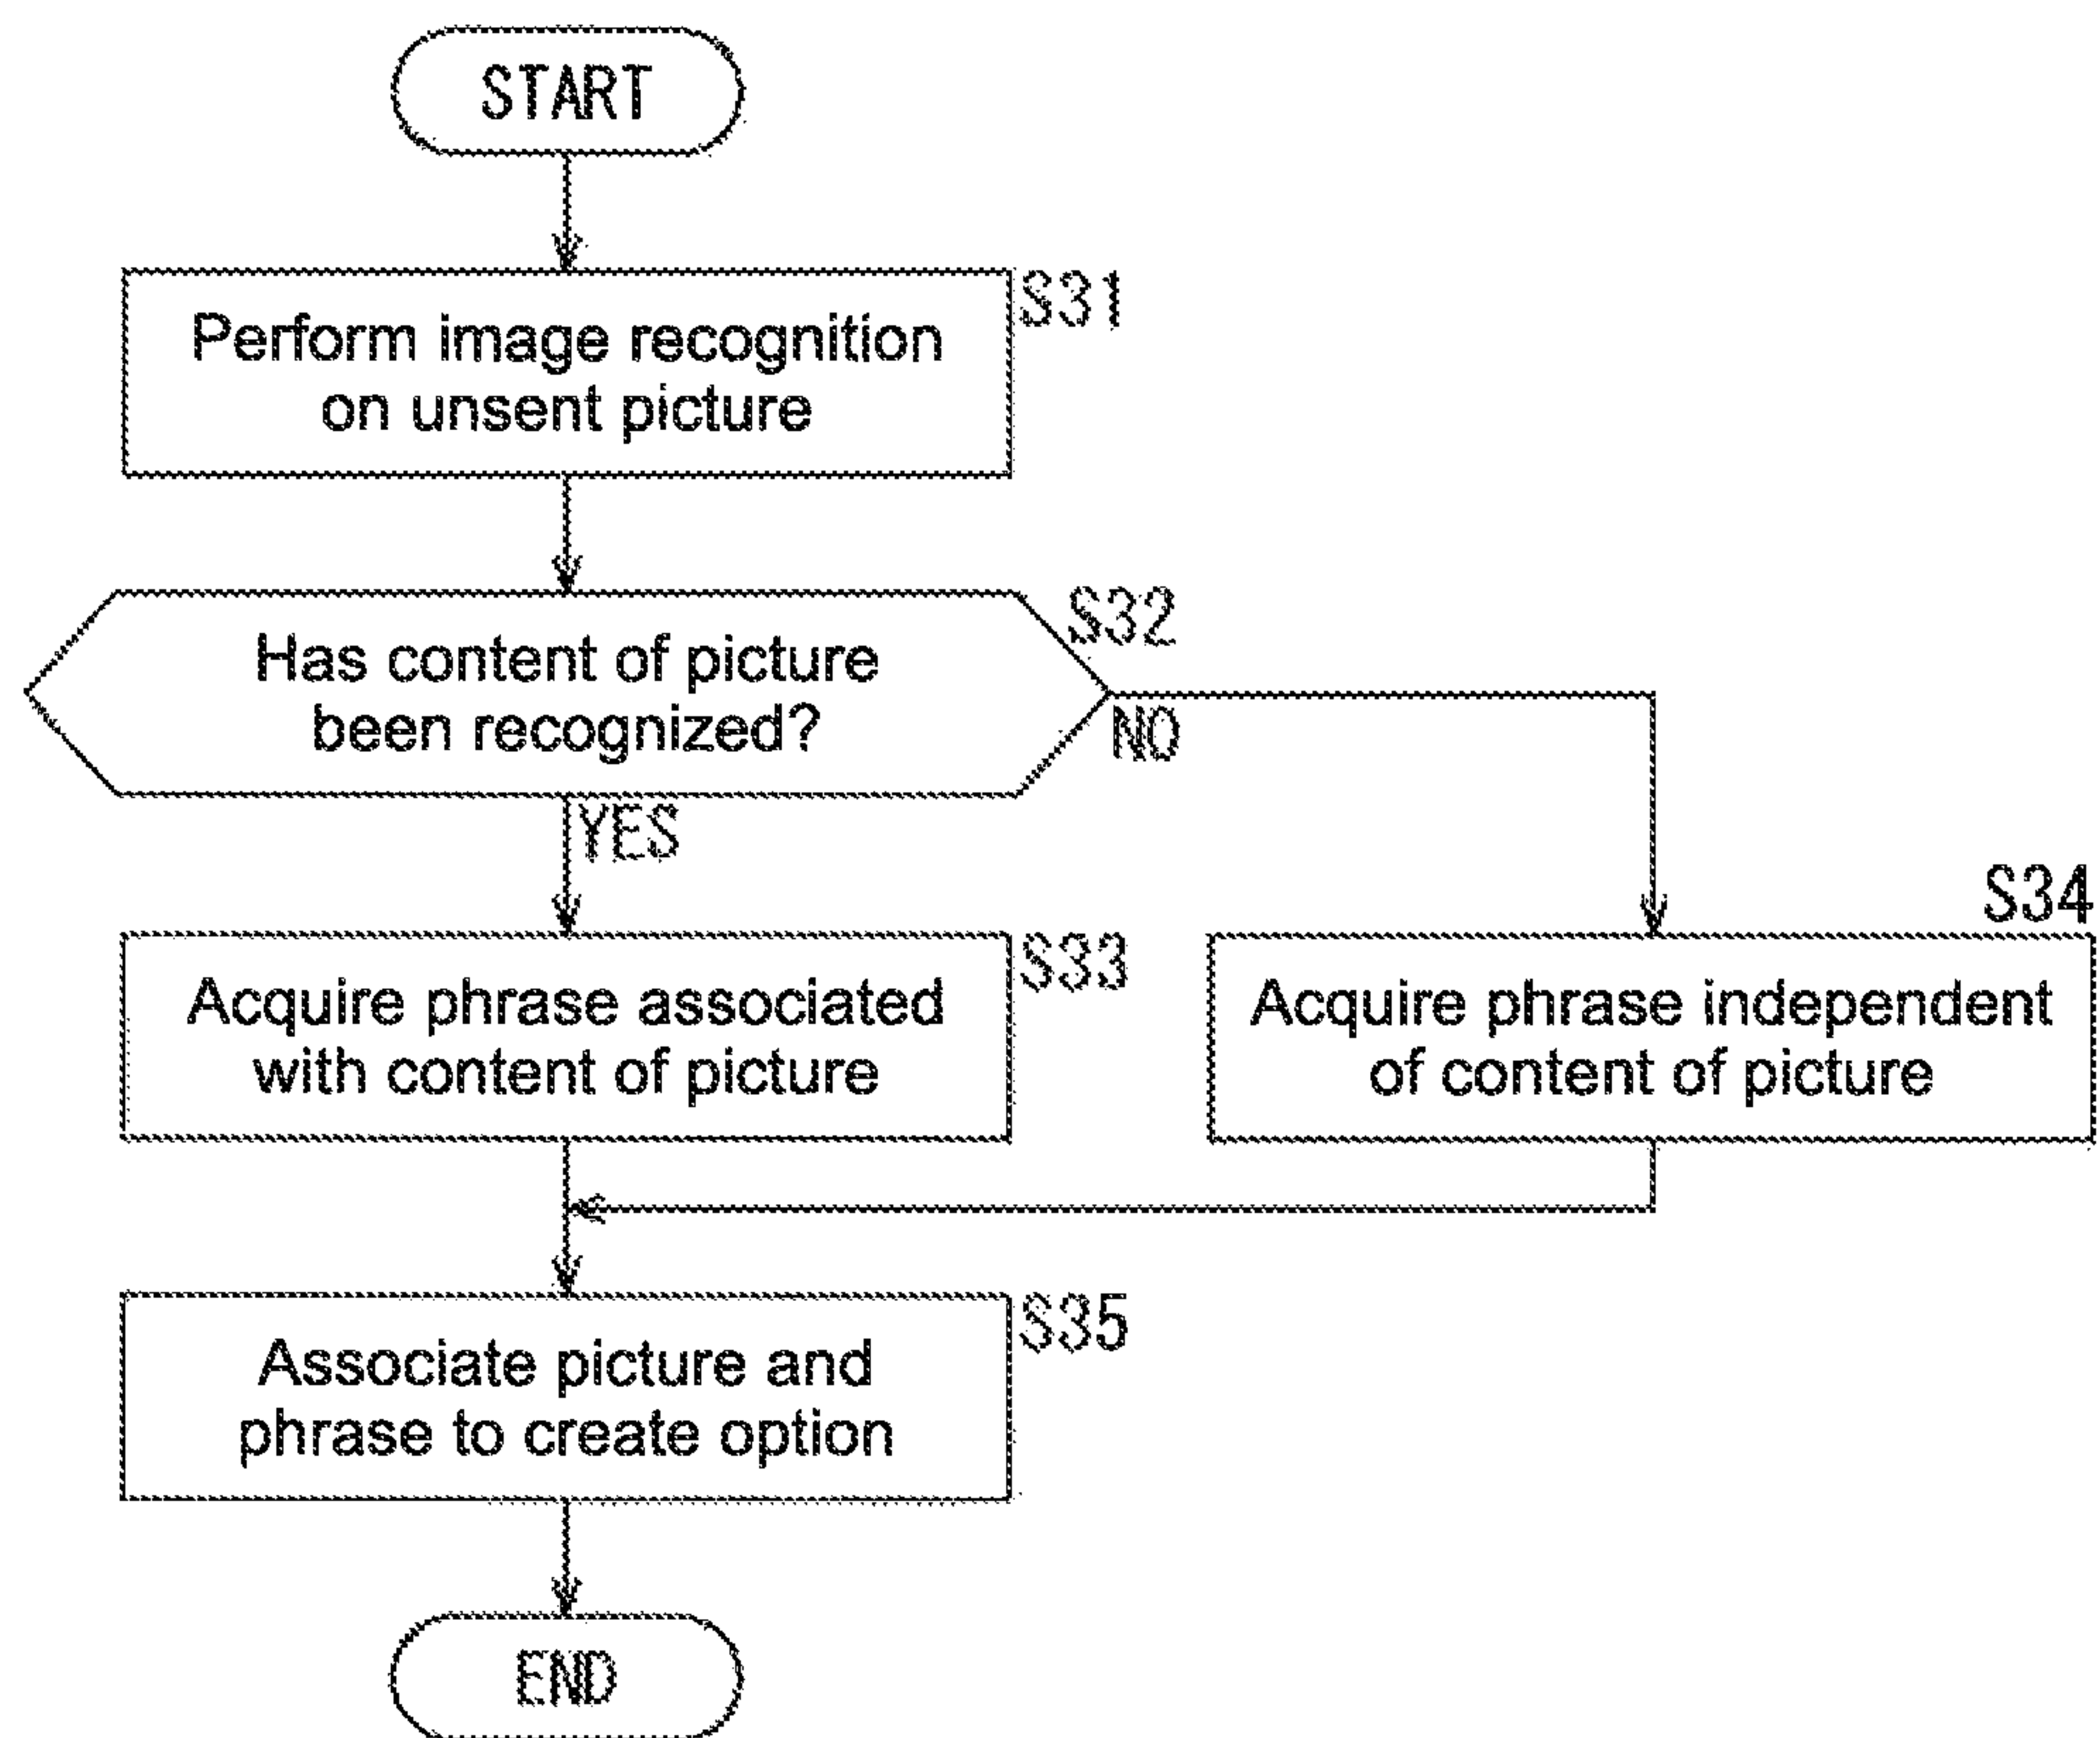 START
S31
Perform image recognition
on unsent picture
S32
Has content of picture
been recognized?
NO
YES
S33
Acquire phrase associated
with content of picture
S34
Acquire phrase independent
of content of picture
S35
Associate picture and
phrase to create option
END